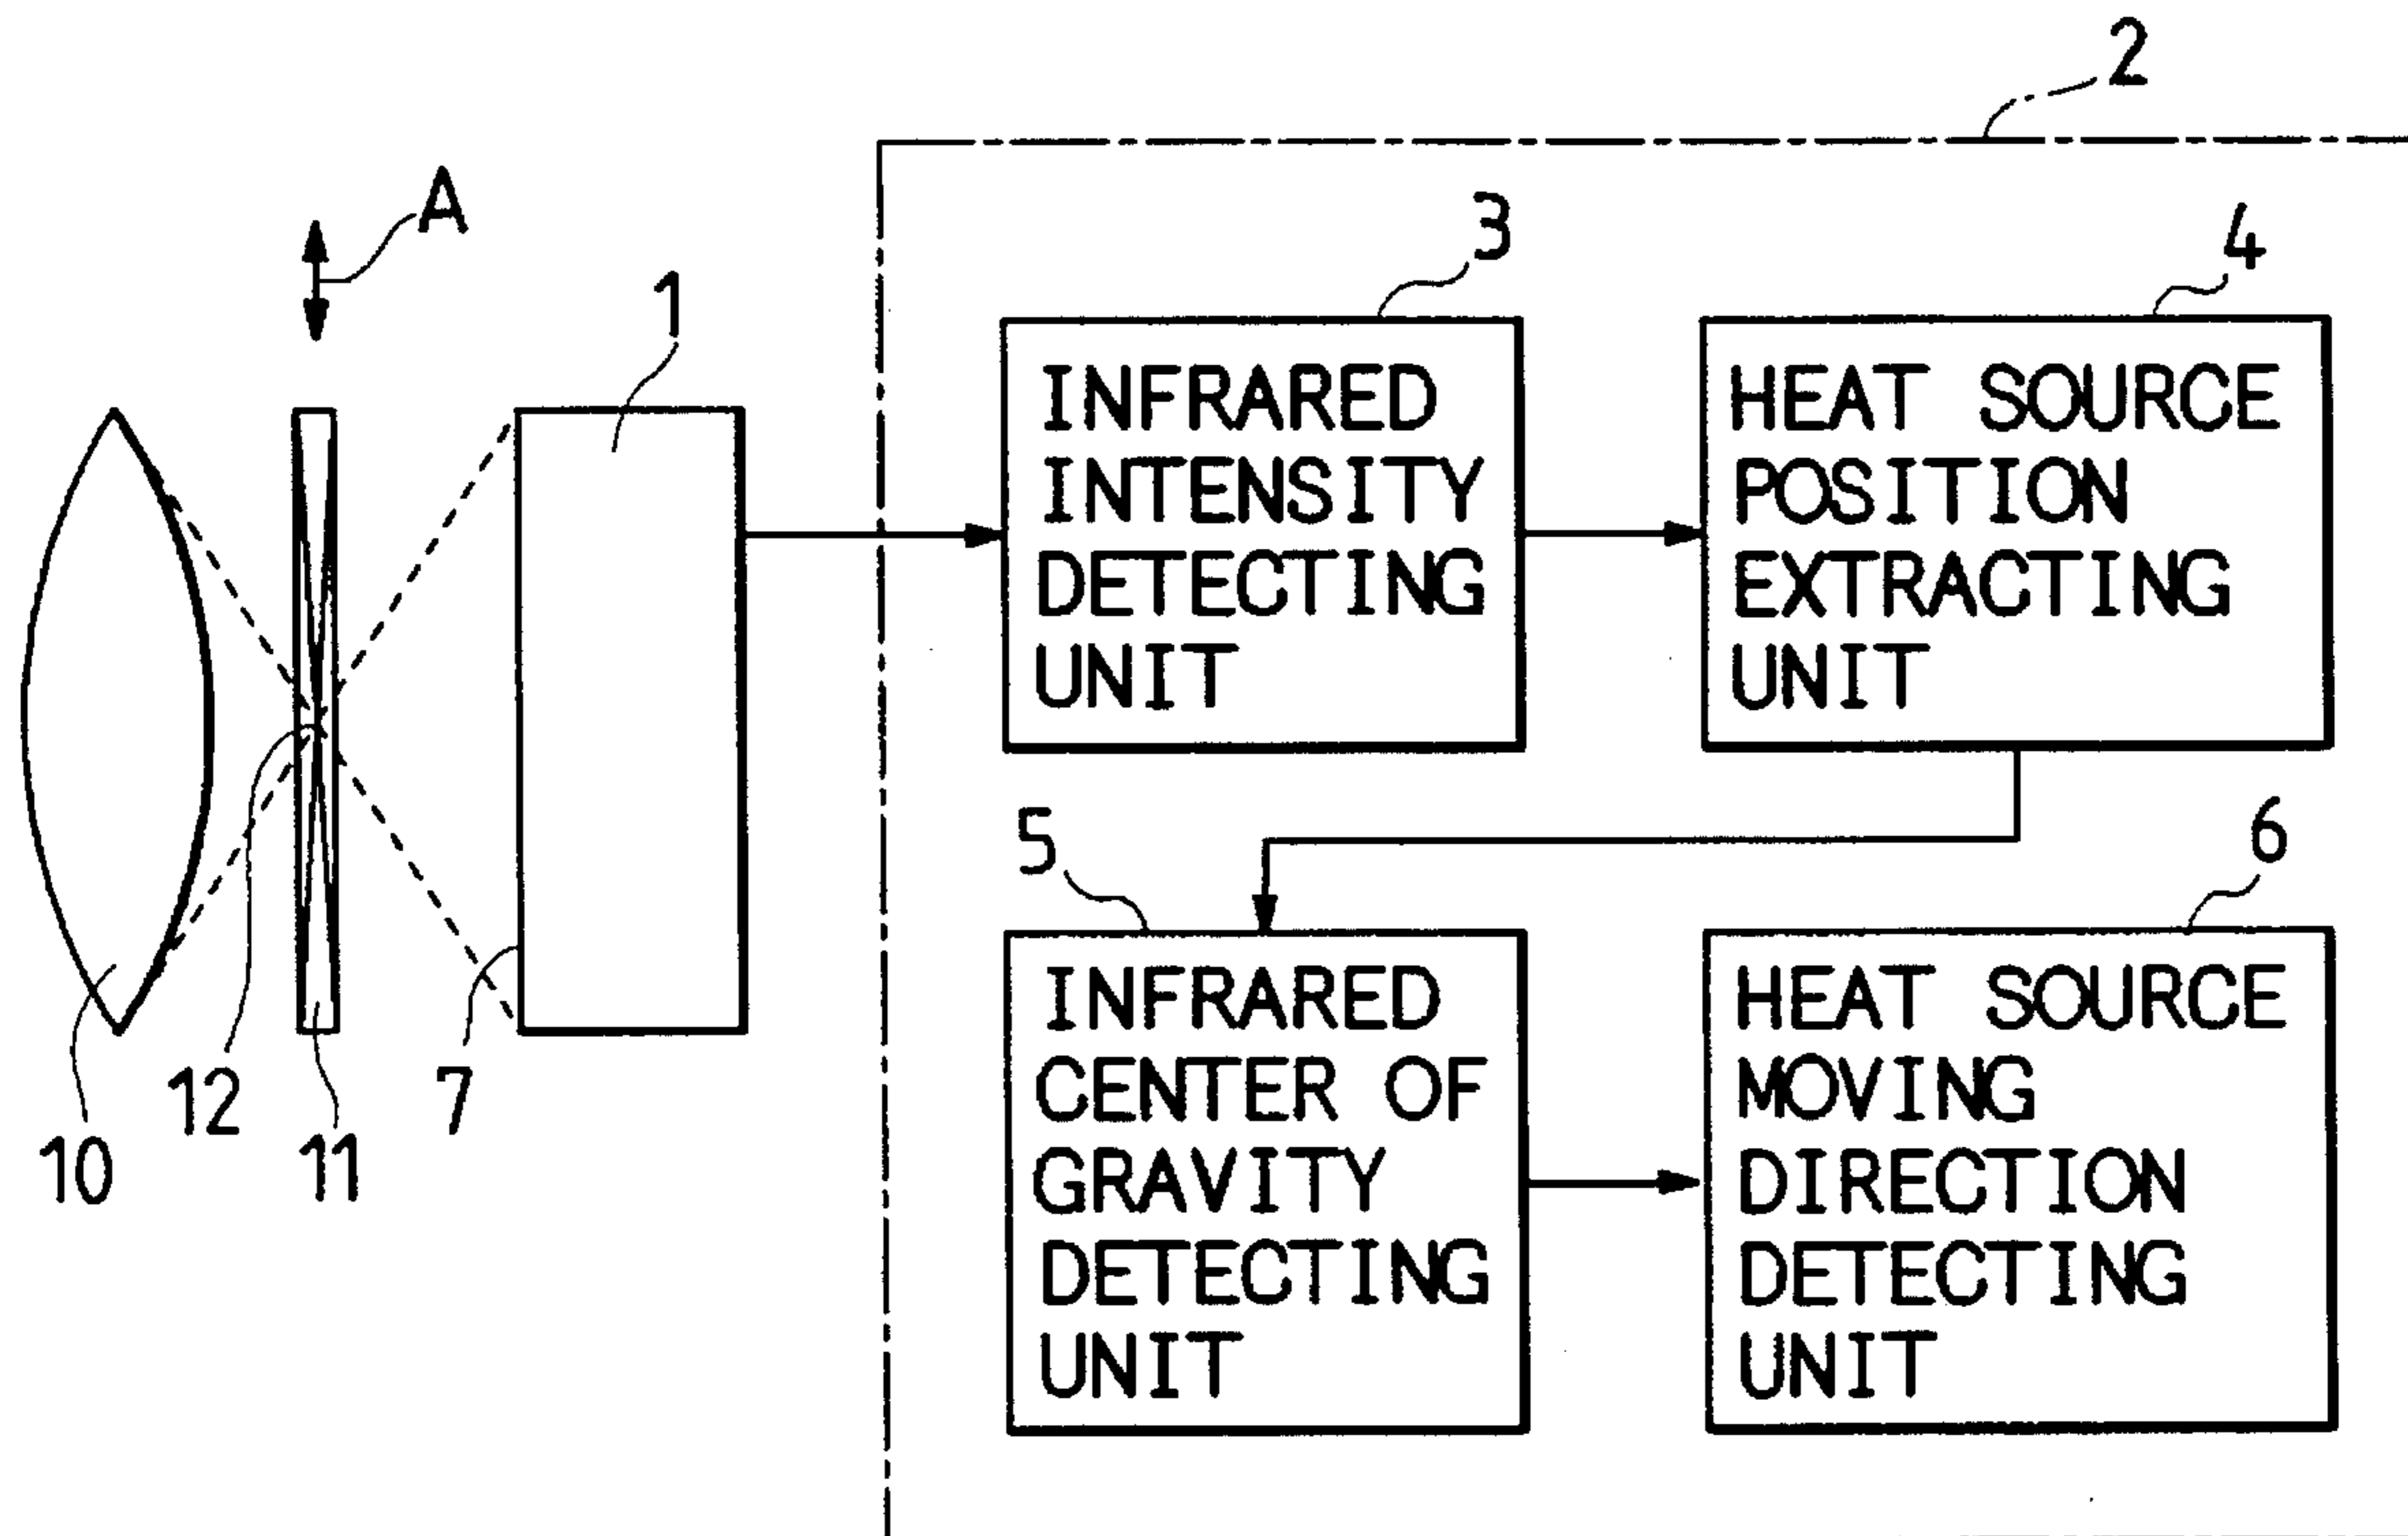 2
A
3
4
1
INFRARED
INTENSITY
DETECTING
UNIT
HEAT SOURCE
POSITION
EXTRACTING
UNIT
5
6
INFRARED
CENTER OF
GRAVITY
DETECTING
UNIT
HEAT SOURCE
MOVING
DIRECTION
DETECTING
UNIT
12
7
10
11